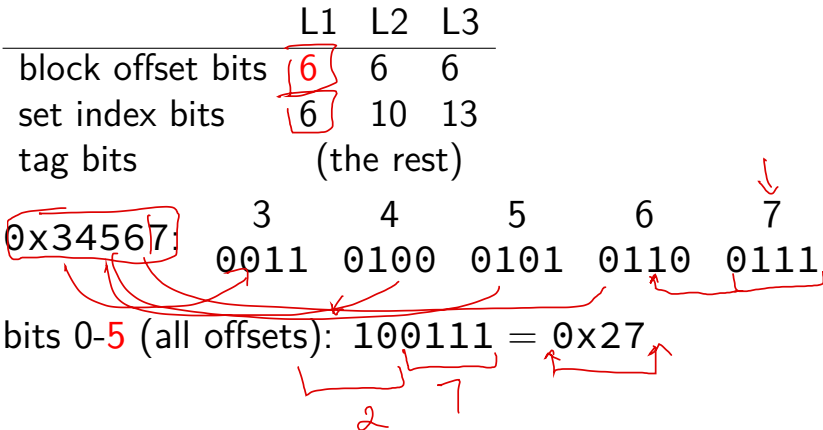 L1 L2 L3
block offset bits 6 6 6
set index bits 6 10 13
tag bits (the rest)
3 4 5 6 7
0x34567: 0011 0100 0101 0110 0111
bits 0-5 (all offsets): 100111 = 0x27
2 7